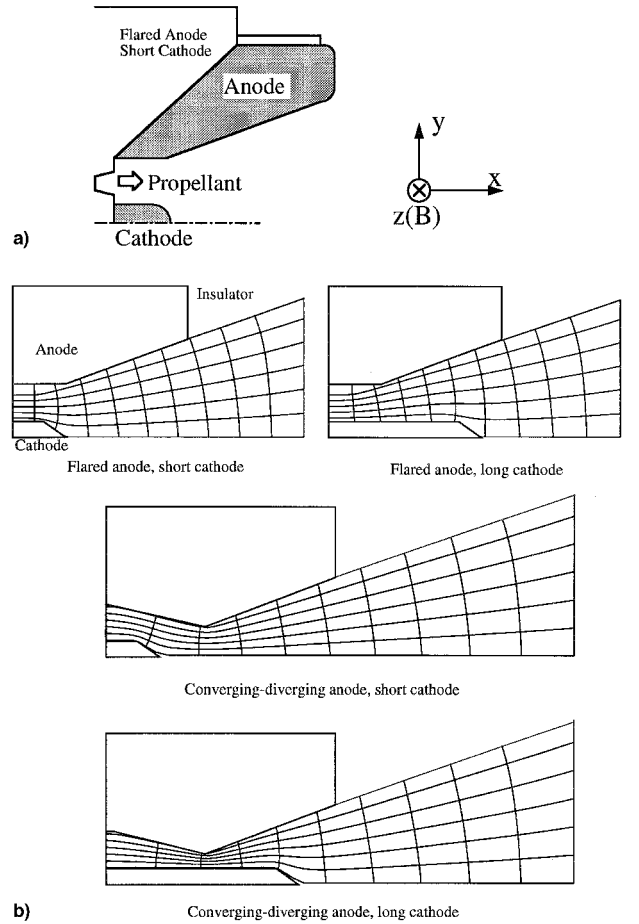 Flared Anode
Short Cathode
Anode
Propellant
Cathode
y
x
z(B)
a)
Insulator
Anode
Cathode
Flared anode, short cathode
Flared anode, long cathode
Converging-diverging anode, short cathode
b)
Converging-diverging anode, long cathode